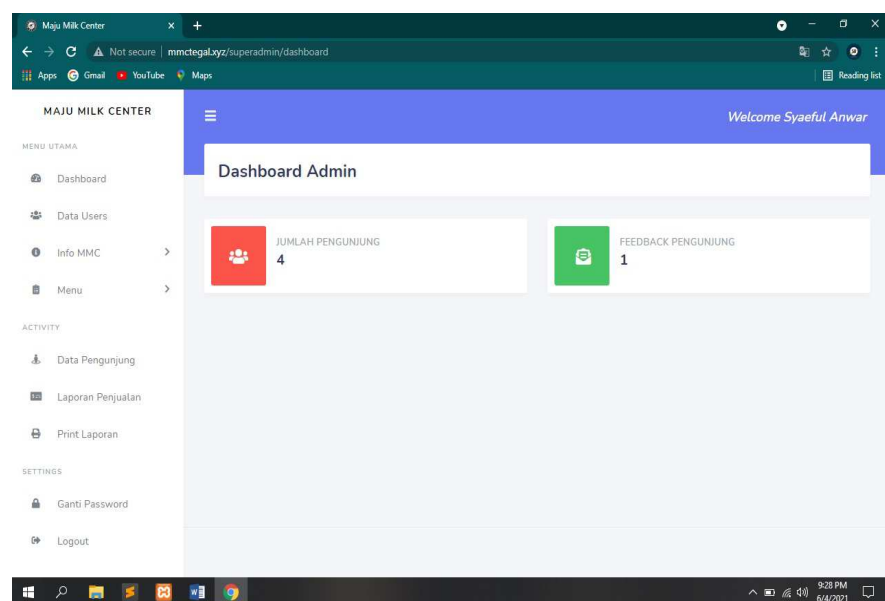 Maju Milk Center
Not secure | mmctegal.xyz/superadmin/dashboard
Apps Gmail YouTube Maps Reading list
MAJU MILK CENTER
Welcome Syaeful Anwar
MENU UTAMA
Dashboard
Data Users
Info MMC
Menu
ACTIVITY
Data Pengunjung
Laporan Penjualan
Print Laporan
SETTINGS
Ganti Password
Logout
Dashboard Admin
JUMLAH PENGUNJUNG
4
FEEDBACK PENGUNJUNG
1
9:28 PM
6/4/2021